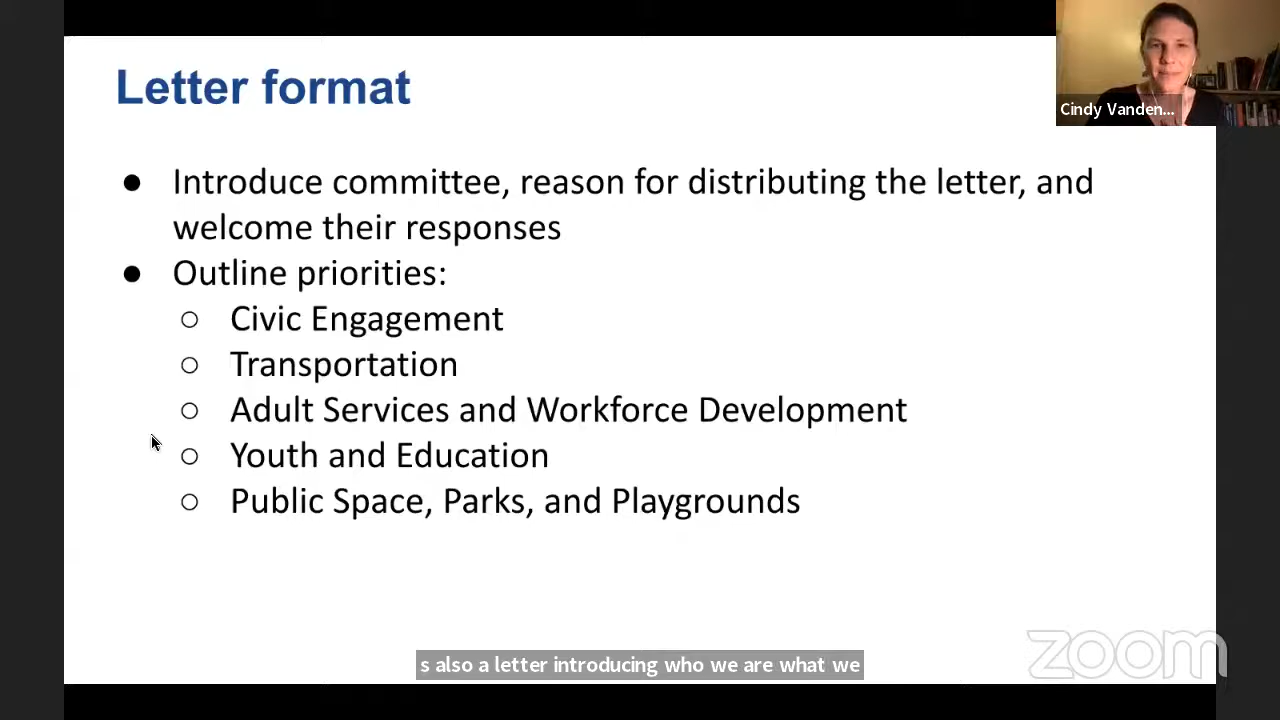 Letter format
Cindy Vanden...
● Introduce committee, reason for distributing the letter, and
welcome their responses
● Outline priorities:
○ Civic Engagement
○ Transportation
○ Adult Services and Workforce Development
○ Youth and Education
○ Public Space, Parks, and Playgrounds
s also a letter introducing who we are what we
zoom